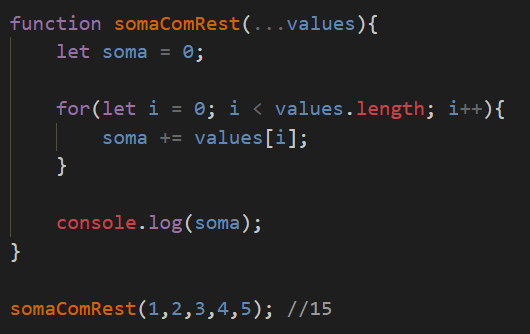 function somaComRest(...values){
    let soma = 0;

    for(let i = 0; i < values.length; i++){
        soma += values[i];
    }

    console.log(soma);
}

somaComRest(1,2,3,4,5); //15